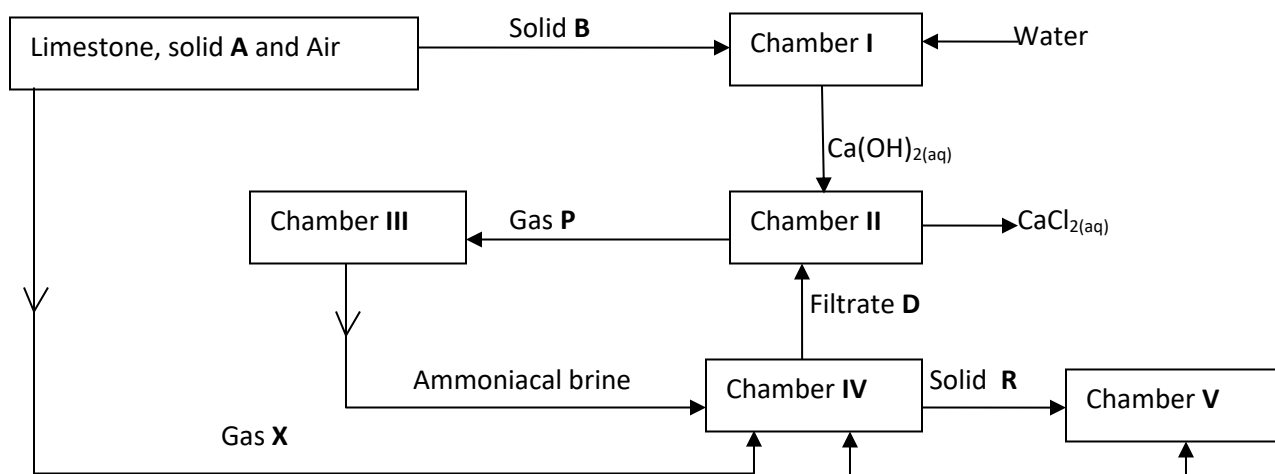 Limestone, solid A and Air
Solid B
Chamber I
Water
Ca(OH)2(aq)
Chamber III
Gas P
Chamber II
CaCl2(aq)
Filtrate D
Ammoniacal brine
Chamber IV
Solid R
Chamber V
Gas X